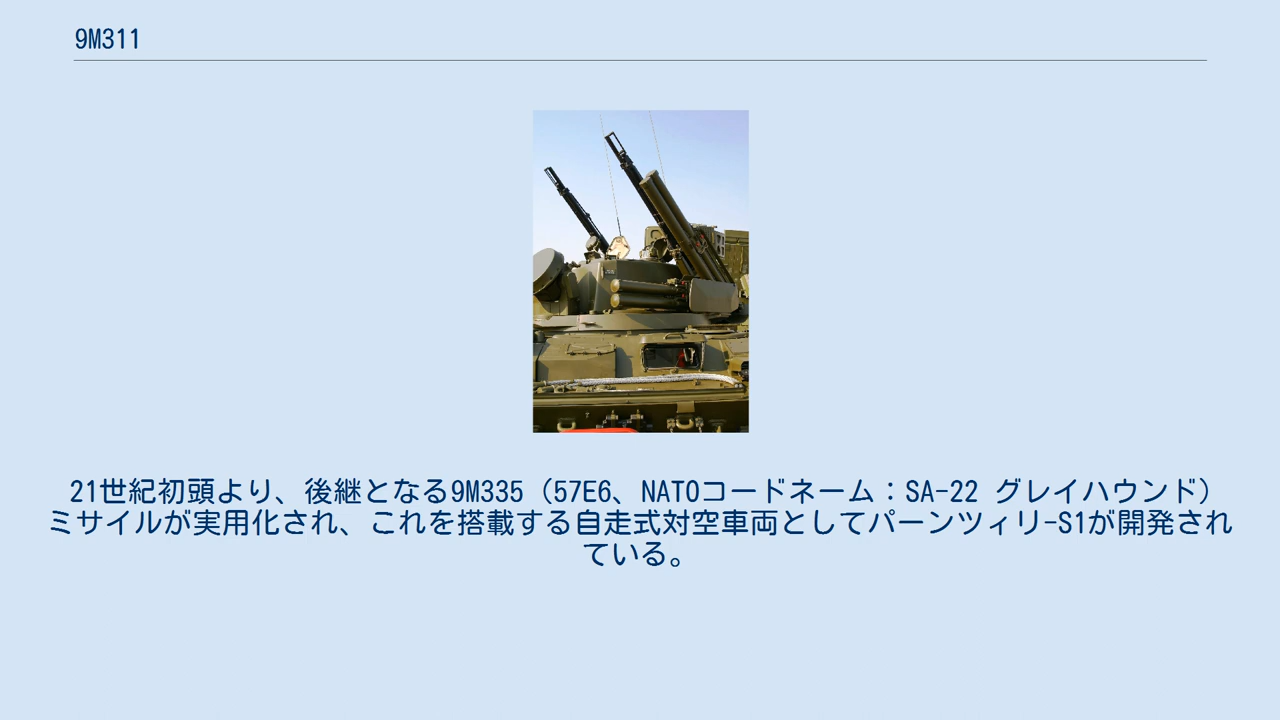 9M311
21世紀初頭より、後継となる9M335（57E6、NATOコードネーム：SA-22 グレイハウンド）
ミサイルが実用化され、これを搭載する自走式対空車両としてパーンツィリ-S1が開発され
ている。